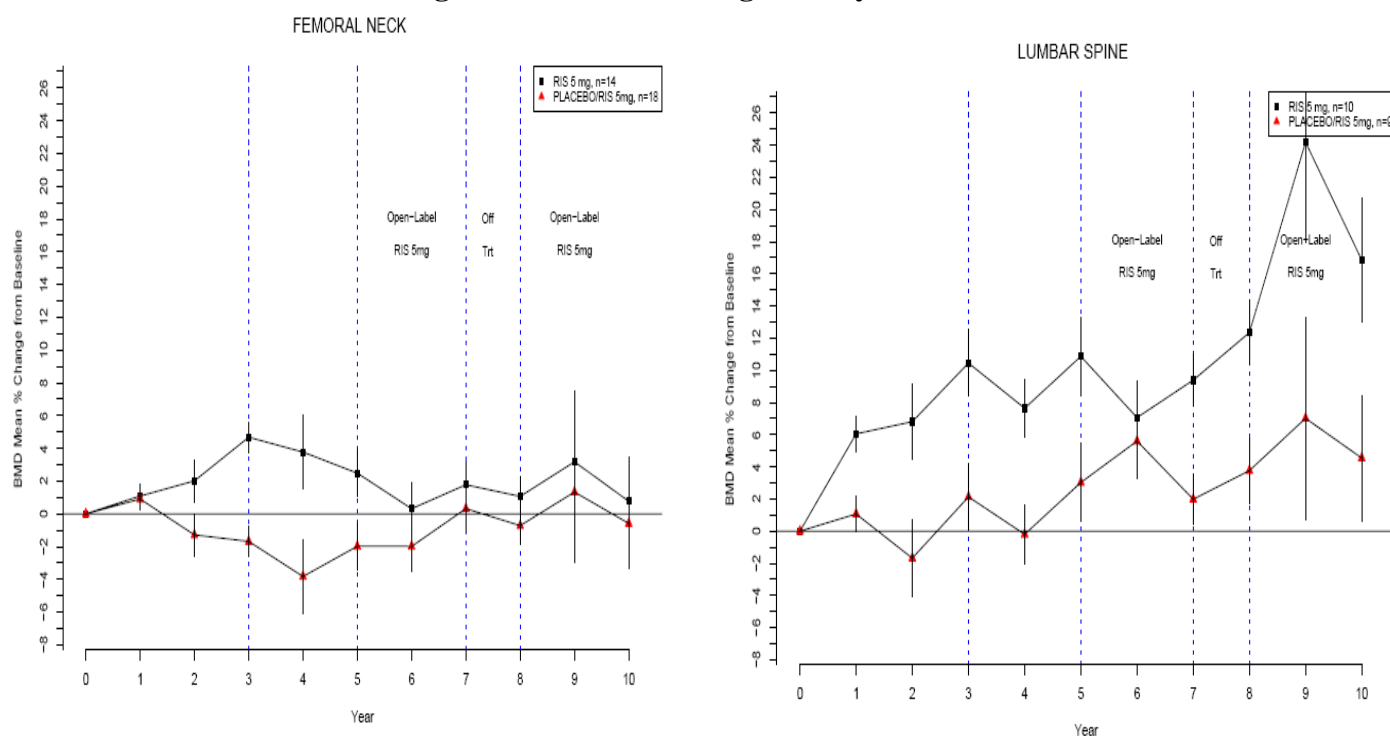 FEMORAL NECK
RIS 5 mg, n=14
PLACEBO/RIS 5mg, n=18
BMD Mean % Change from Baseline
26
24
22
20
18
16
14
12
10
8
6
4
2
0
−2
−4
−6
−8
Open−Label
RIS 5mg
Off
Trt
Open−Label
RIS 5mg
0 1 2 3 4 5 6 7 8 9 10
Year
LUMBAR SPINE
RIS 5 mg, n=10
PLACEBO/RIS 5mg, n=9
BMD Mean % Change from Baseline
26
24
22
20
18
16
14
12
10
8
6
4
2
0
−2
−4
−6
−8
Open−Label
RIS 5mg
Off
Trt
Open−Label
RIS 5mg
0 1 2 3 4 5 6 7 8 9 10
Year